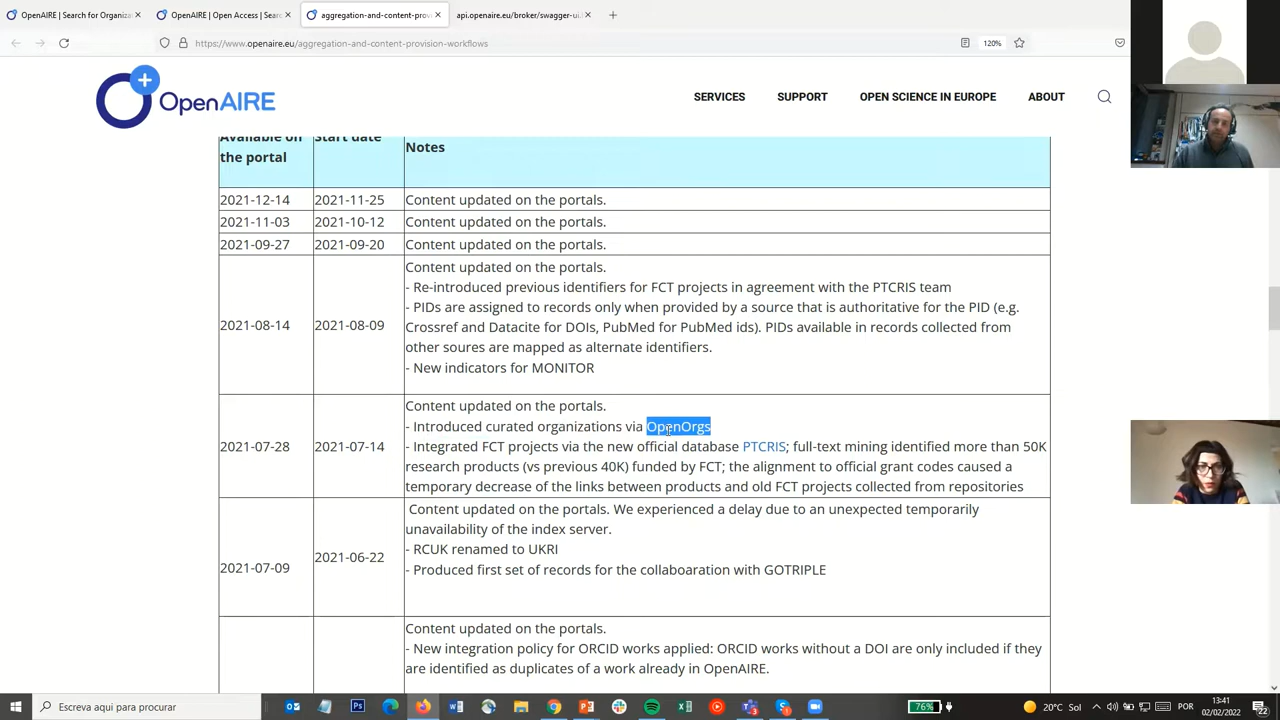 OpenAIRE | Search for Organiza
OpenAIRE | Open Access | Sear
aggregation-and-content-provi
api.openaire.eu/broker/swagger-ui.
https://www.openaire.eu/aggregation-and-content-provision-workflows
120%
OpenAIRE
SERVICES
SUPPORT
OPEN SCIENCE IN EUROPE
ABOUT
Available on
the portal
Start date
Notes
2021-12-14
2021-11-25
Content updated on the portals.
2021-11-03
2021-10-12
Content updated on the portals.
2021-09-27
2021-09-20
Content updated on the portals.
2021-08-14
2021-08-09
Content updated on the portals.
- Re-introduced previous identifiers for FCT projects in agreement with the PTCRIS team
- PIDs are assigned to records only when provided by a source that is authoritative for the PID (e.g.
Crossref and Datacite for DOIs, PubMed for PubMed ids). PIDs available in records collected from
other soures are mapped as alternate identifiers.
- New indicators for MONITOR
2021-07-28
2021-07-14
Content updated on the portals.
- Introduced curated organizations via OpenOrgs
- Integrated FCT projects via the new official database PTCRIS; full-text mining identified more than 50K
research products (vs previous 40K) funded by FCT; the alignment to official grant codes caused a
temporary decrease of the links between products and old FCT projects collected from repositories
2021-07-09
2021-06-22
Content updated on the portals. We experienced a delay due to an unexpected temporarily
unavailability of the index server.
- RCUK renamed to UKRI
- Produced first set of records for the collaboaration with GOTRIPLE
Content updated on the portals.
- New integration policy for ORCID works applied: ORCID works without a DOI are only included if they
are identified as duplicates of a work already in OpenAIRE.
Escreva aqui para procurar
76%
20°C Sol
POR
13:41
02/02/2022
22